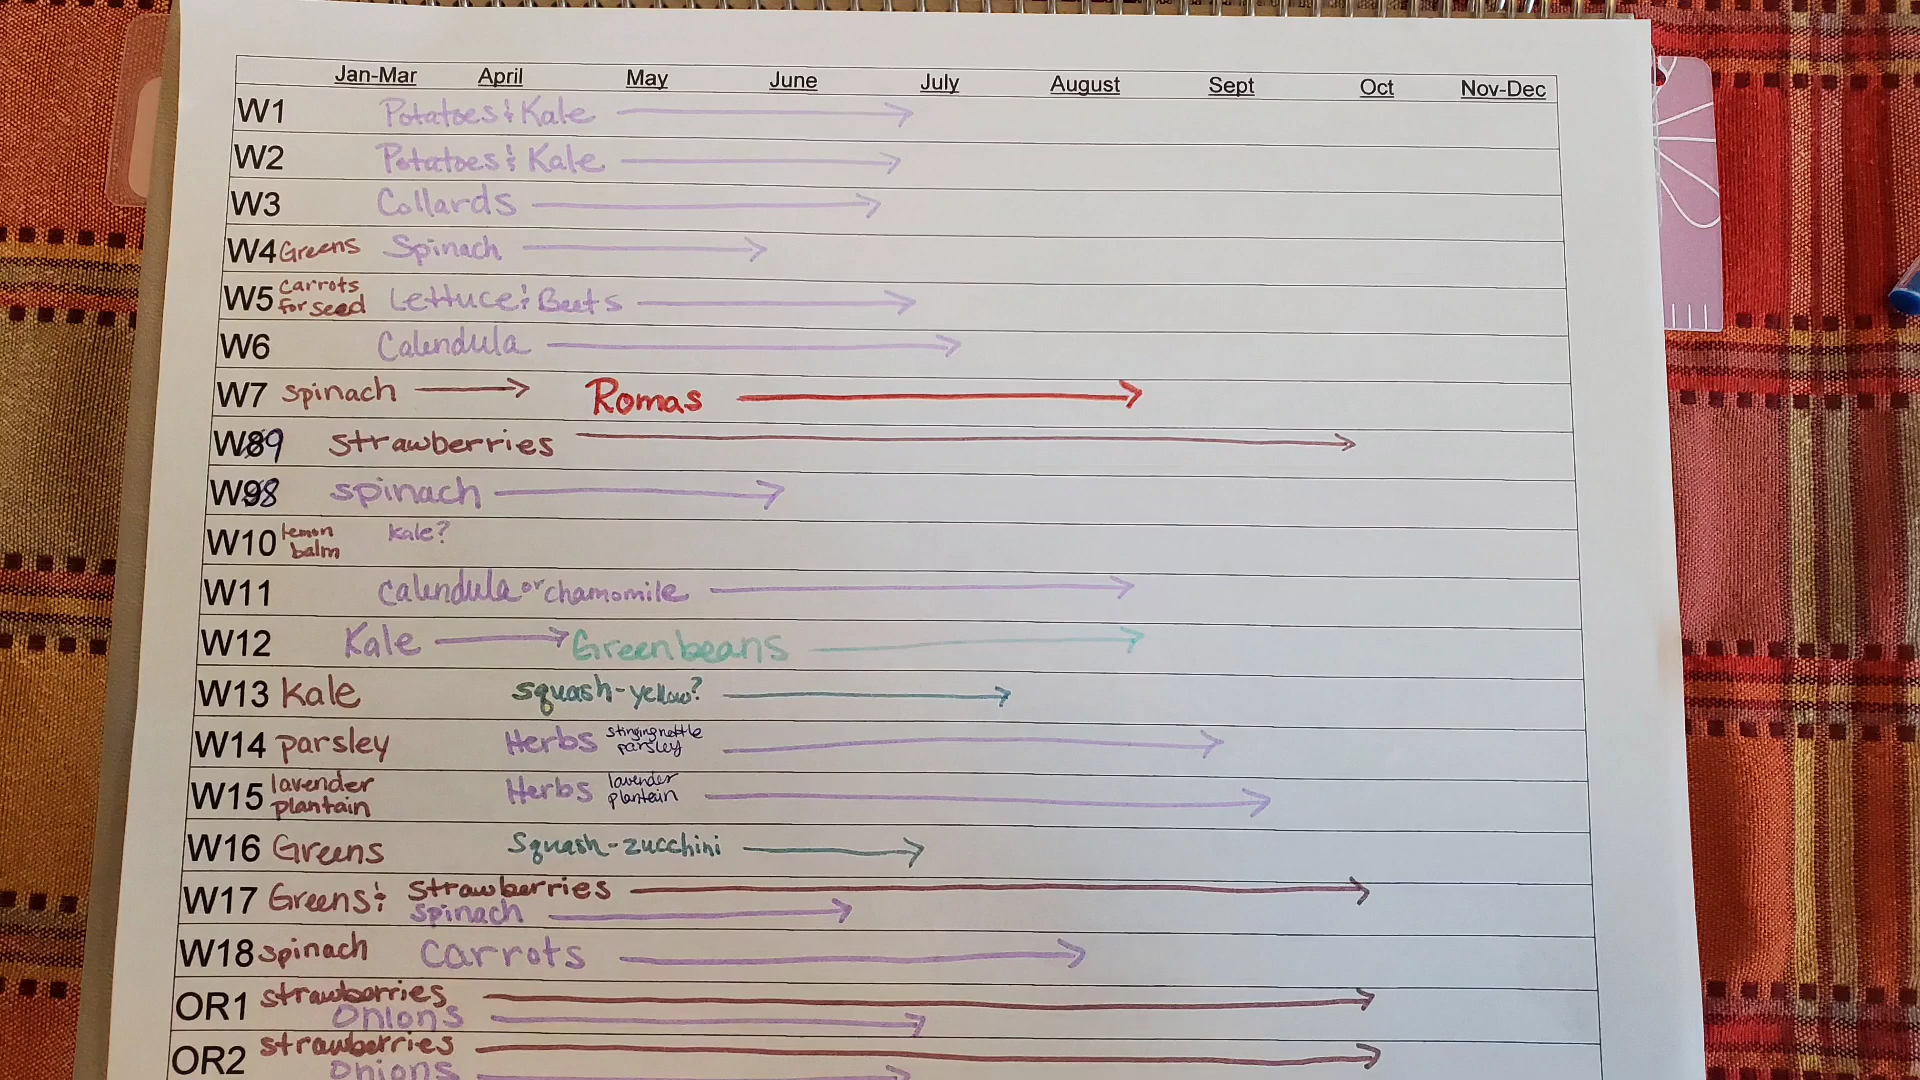 Jan-Mar April May June July August Sept Oct Nov-Dec
W1 Potatoes & Kale
W2 Potatoes & Kale
W3 Collards
W4 Greens Spinach
W5 carrots for seed Lettuce & Beets
W6 Calendula
W7 spinach Romas
W89 strawberries
W98 spinach
W10 lemon balm kale?
W11 calendula or chamomile
W12 Kale Greenbeans
W13 Kale squash-yellow?
W14 parsley Herbs stinging nettle parsley
W15 lavender plantain Herbs lavender plantain
W16 Greens Squash-zucchini
W17 Greens & strawberries
spinach
W18 spinach carrots
OR1 strawberries
onions
OR2 strawberries
onions